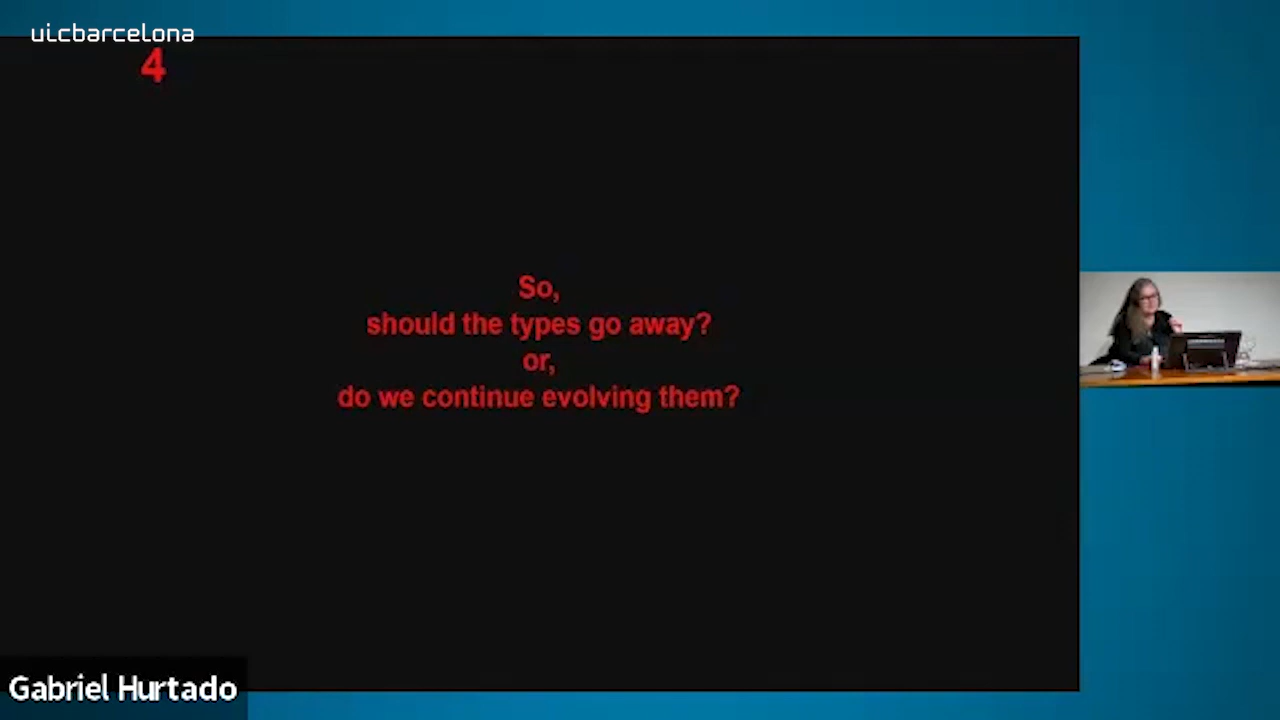 uicbarcelona
4
So,
should the types go away?
or,
do we continue evolving them?
Gabriel Hurtado